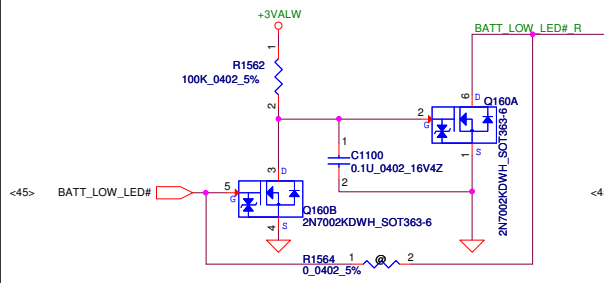 +3VALW
BATT_LOW_LED#_R
1
R1562
100K_0402_5%
2
6
D
Q160A
2
G
1
S
2N7002KDWH_SOT363-6
1
C1100
0.1U_0402_16V4Z
2
3
D
<45>
BATT_LOW_LED#
5
G
Q160B
2N7002KDWH_SOT363-6
4
S
R1564
1
@
2
0_0402_5%
<4